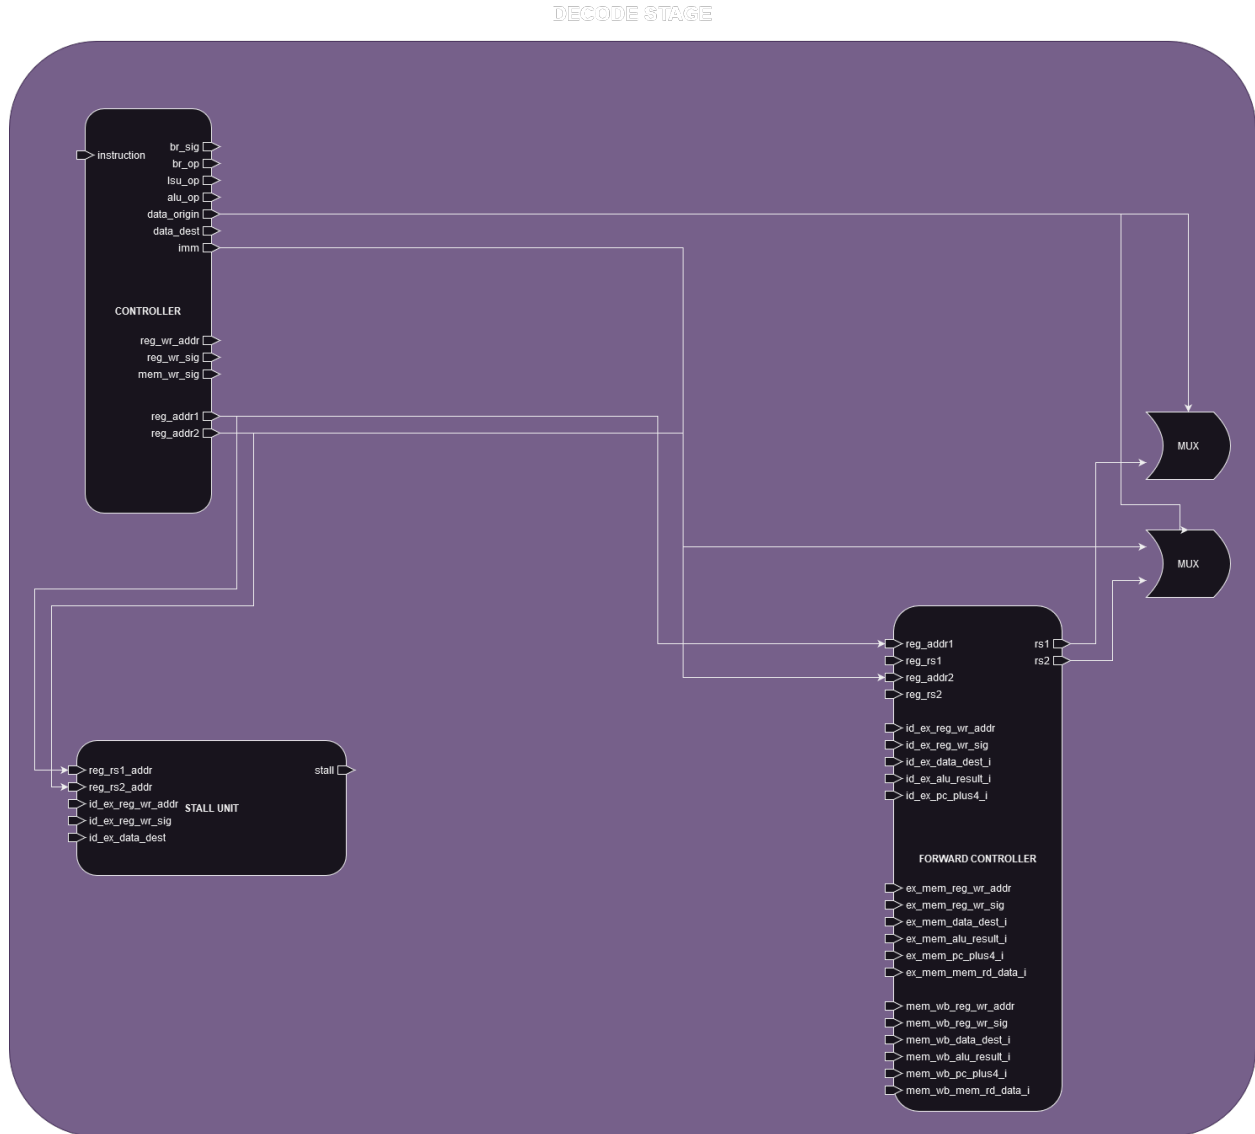 DECODE STAGE
instruction
br_sig
br_op
lsu_op
alu_op
data_origin
data_dest
imm
CONTROLLER
reg_wr_addr
reg_wr_sig
mem_wr_sig
reg_addr1
reg_addr2
MUX
MUX
reg_rs1_addr
reg_rs2_addr
id_ex_reg_wr_addr
id_ex_reg_wr_sig
id_ex_data_dest
STALL UNIT
stall
reg_addr1
reg_rs1
reg_addr2
reg_rs2
rs1
rs2
id_ex_reg_wr_addr
id_ex_reg_wr_sig
id_ex_data_dest_i
id_ex_alu_result_i
id_ex_pc_plus4_i
FORWARD CONTROLLER
ex_mem_reg_wr_addr
ex_mem_reg_wr_sig
ex_mem_data_dest_i
ex_mem_alu_result_i
ex_mem_pc_plus4_i
ex_mem_mem_rd_data_i
mem_wb_reg_wr_addr
mem_wb_reg_wr_sig
mem_wb_data_dest_i
mem_wb_alu_result_i
mem_wb_pc_plus4_i
mem_wb_mem_rd_data_i